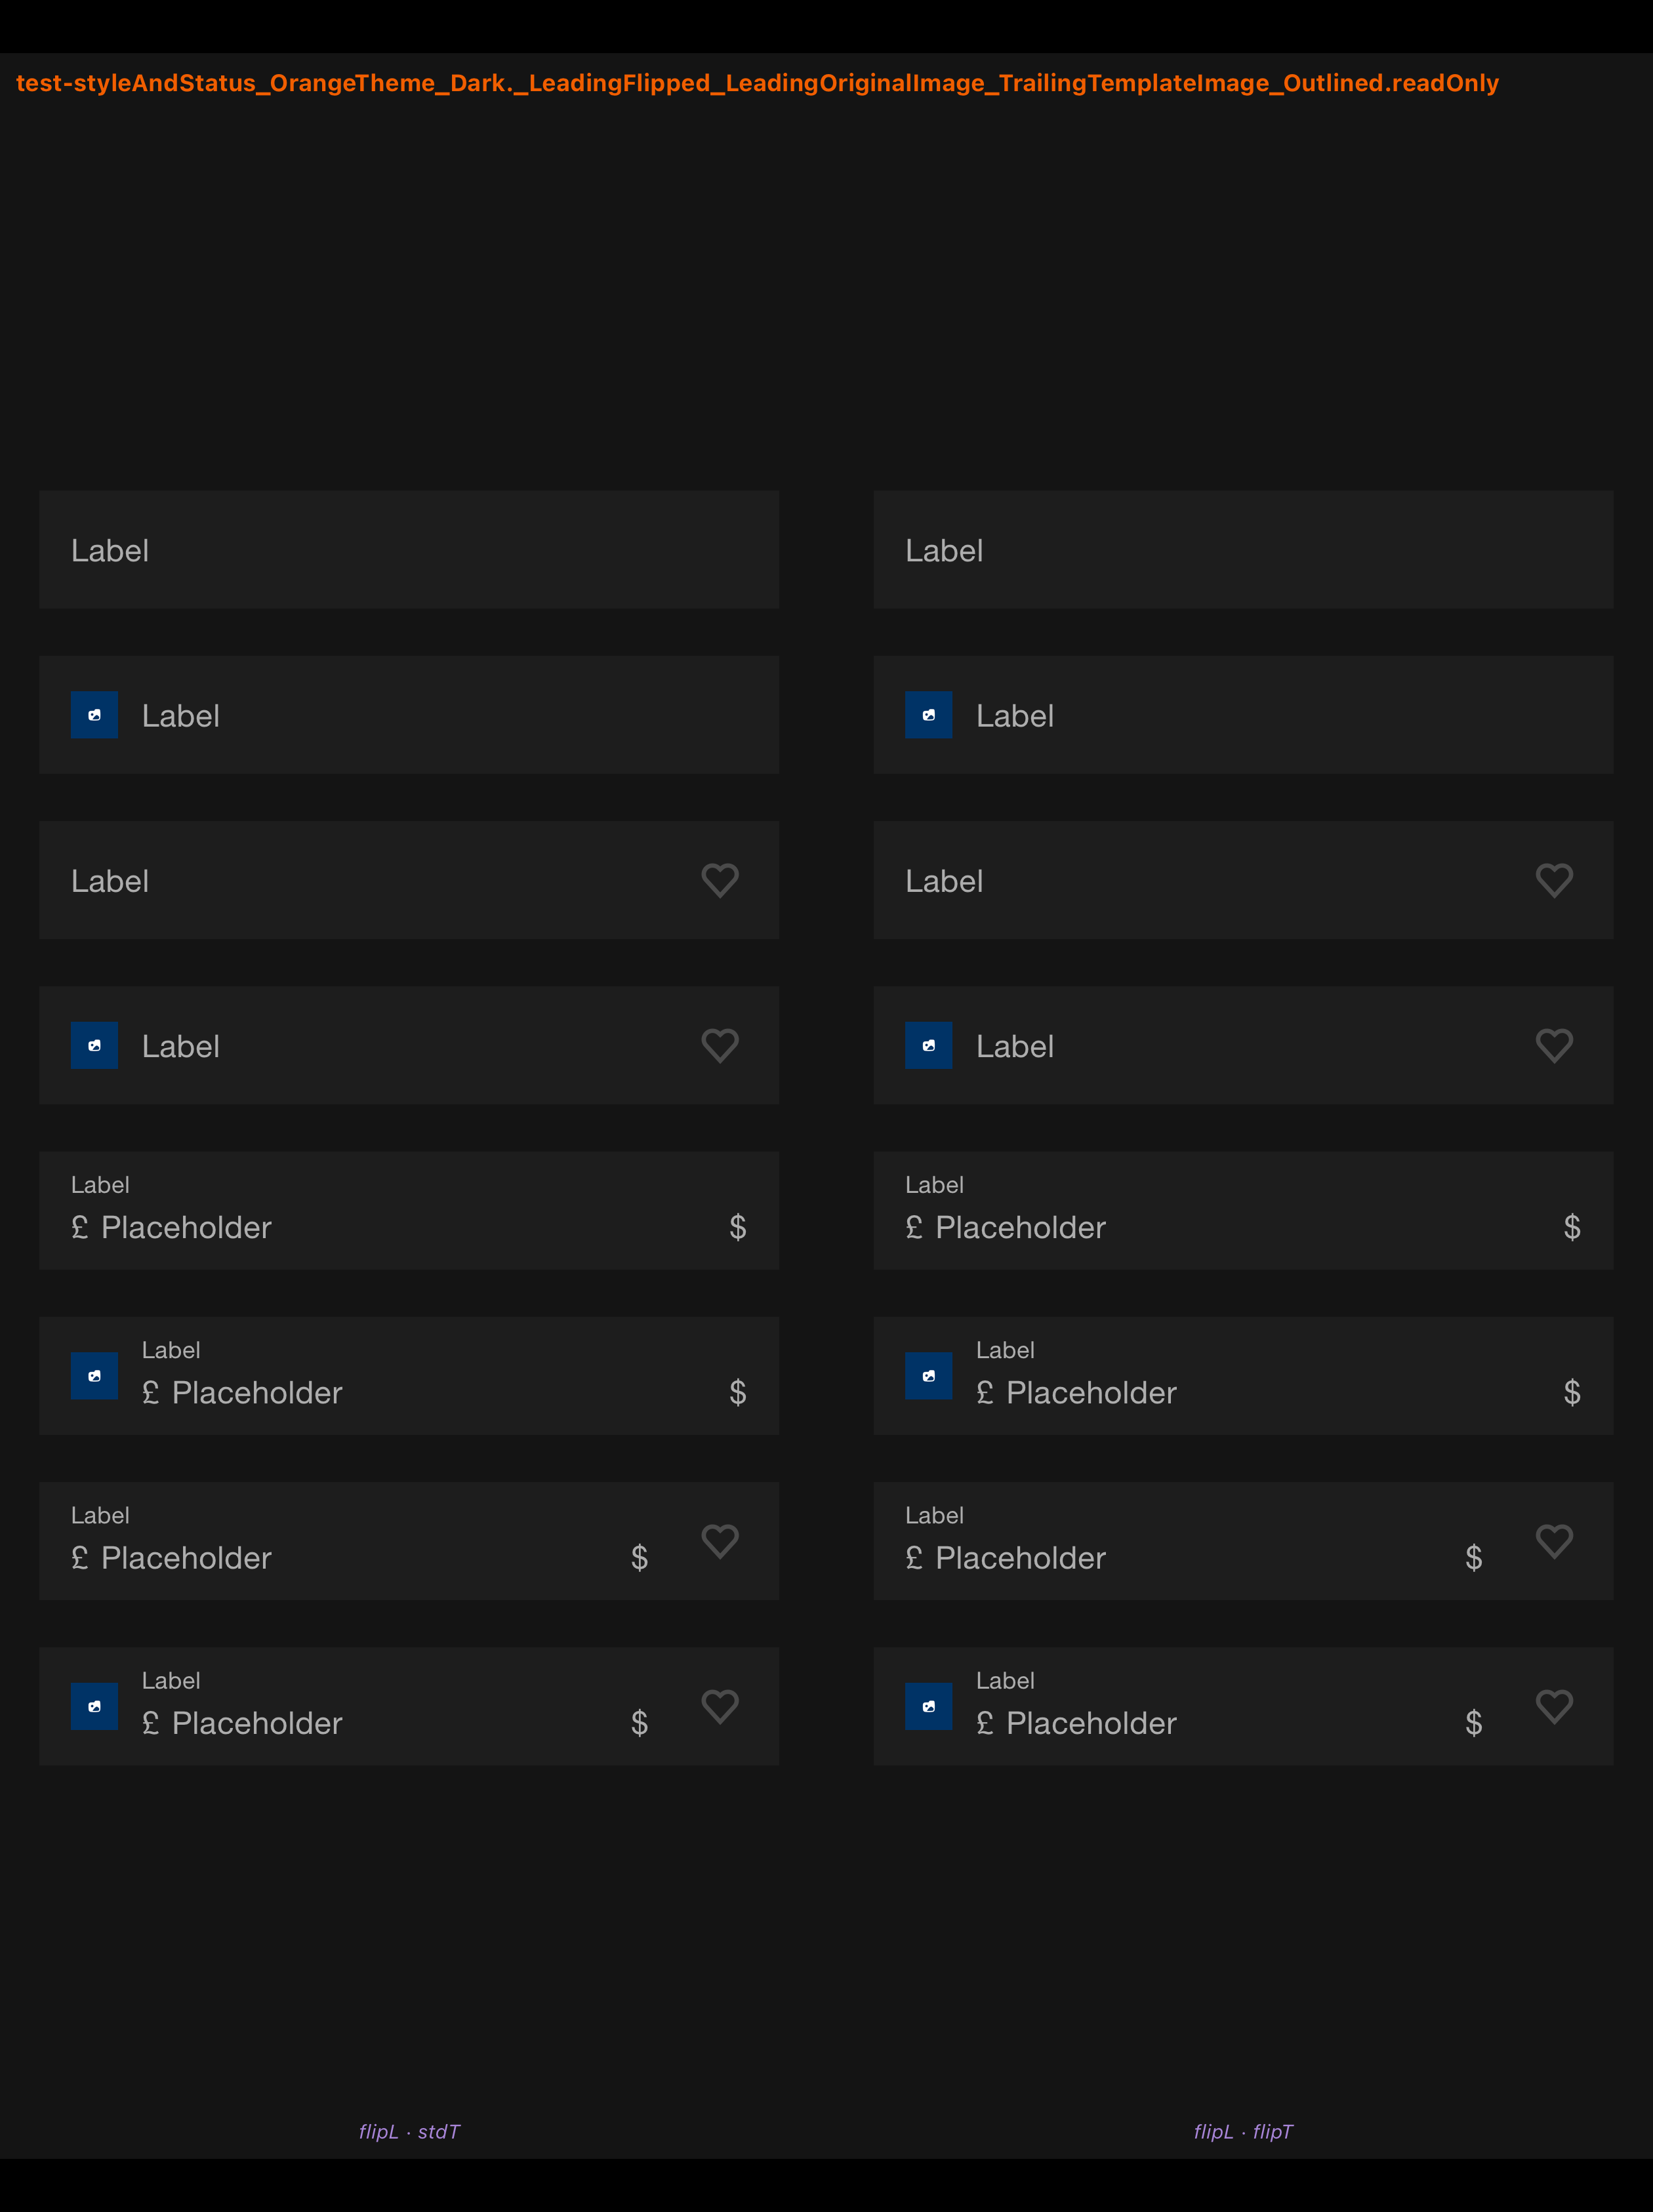 test-styleAndStatus_OrangeTheme_Dark._LeadingFlipped_LeadingOriginalImage_TrailingTemplateImage_Outlined.readOnly
Label
Label
Label
Label
Label
Label
Label
Label
Label
Label
£ Placeholder $
£ Placeholder $
Label
Label
£ Placeholder $
£ Placeholder $
Label
Label
£ Placeholder $
£ Placeholder $
Label
Label
£ Placeholder $
£ Placeholder $
flipL · stdT
flipL · flipT